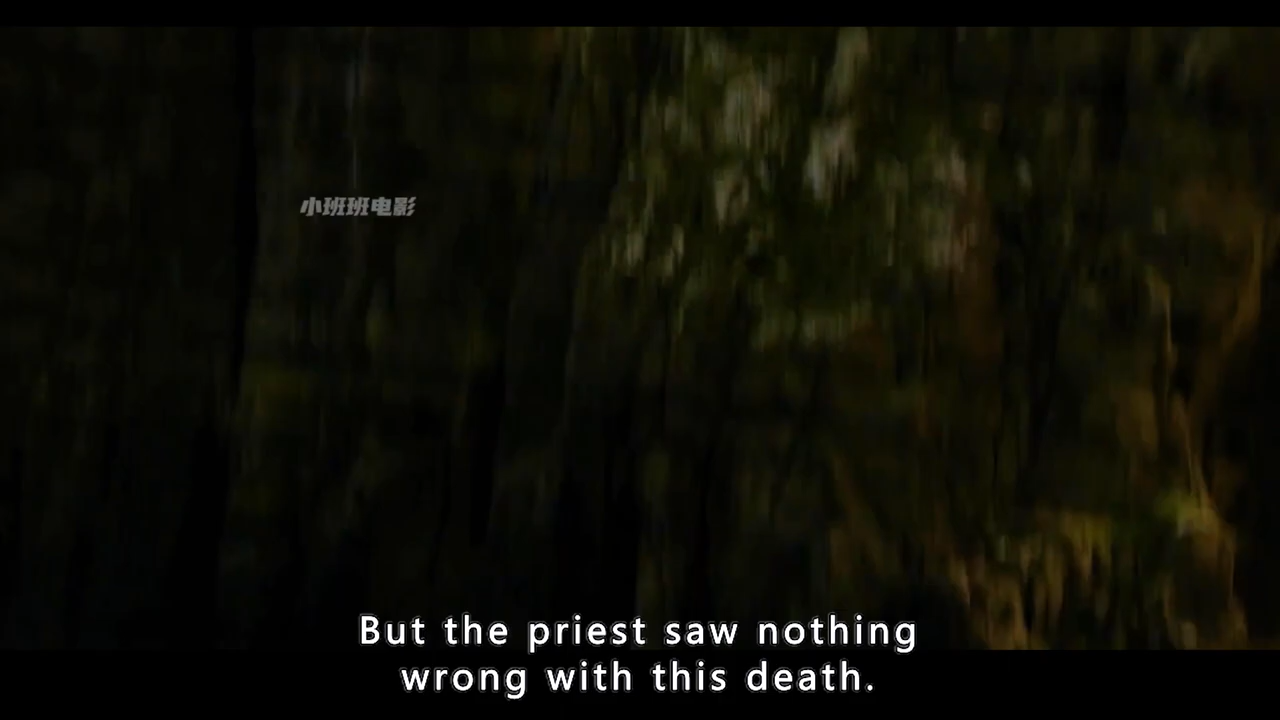 小班班电影
But the priest saw nothing
wrong with this death.